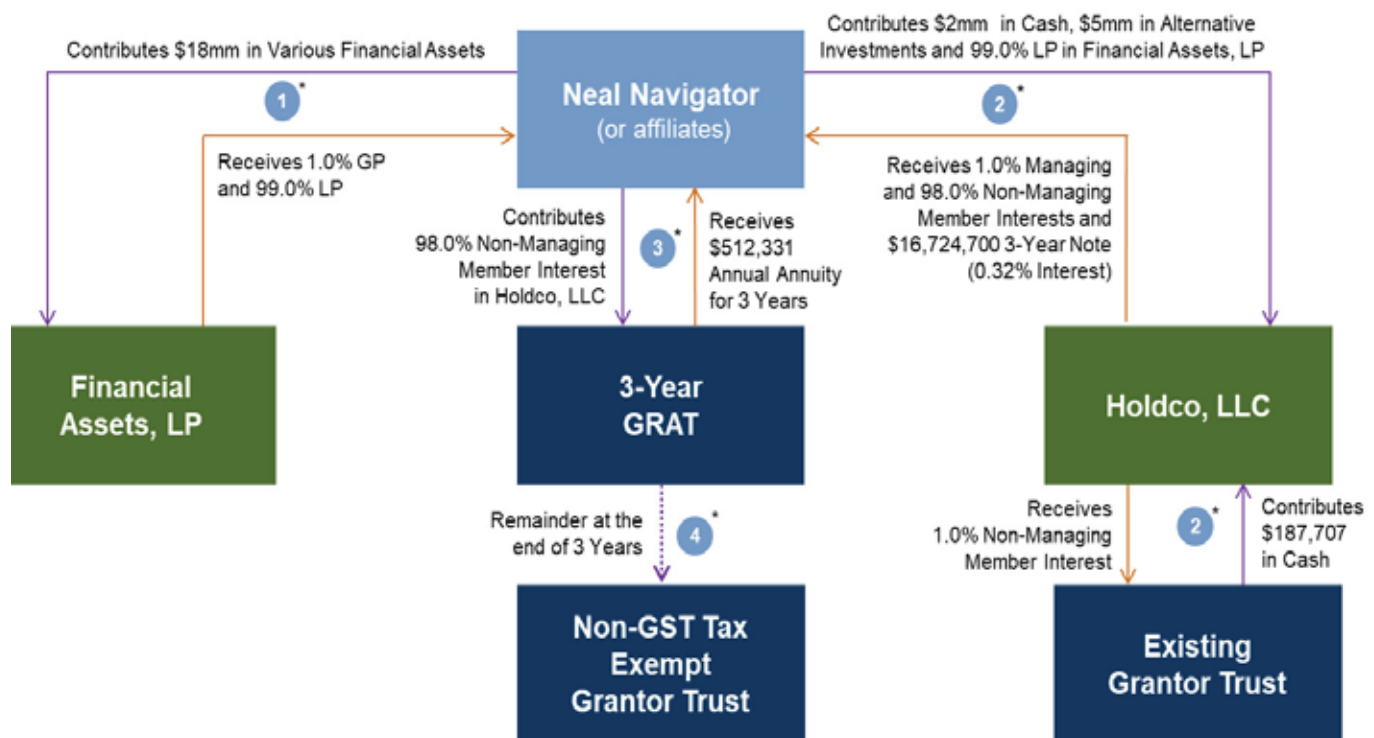 Contributes $18mm in Various Financial Assets
1*
Receives 1.0% GP
and 99.0% LP
Neal Navigator
(or affiliates)
Contributes $2mm in Cash, $5mm in Alternative
Investments and 99.0% LP in Financial Assets, LP
2*
Receives 1.0% Managing
and 98.0% Non-Managing
Member Interests and
$16,724,700 3-Year Note
(0.32% Interest)
Contributes
98.0% Non-Managing
Member Interest
in Holdco, LLC
3*
Receives
$512,331
Annual Annuity
for 3 Years
Financial
Assets, LP
3-Year
GRAT
Holdco, LLC
Remainder at the
end of 3 Years
4*
Receives
1.0% Non-Managing
Member Interest
2*
Contributes
$187,707
in Cash
Non-GST Tax
Exempt
Grantor Trust
Existing
Grantor Trust